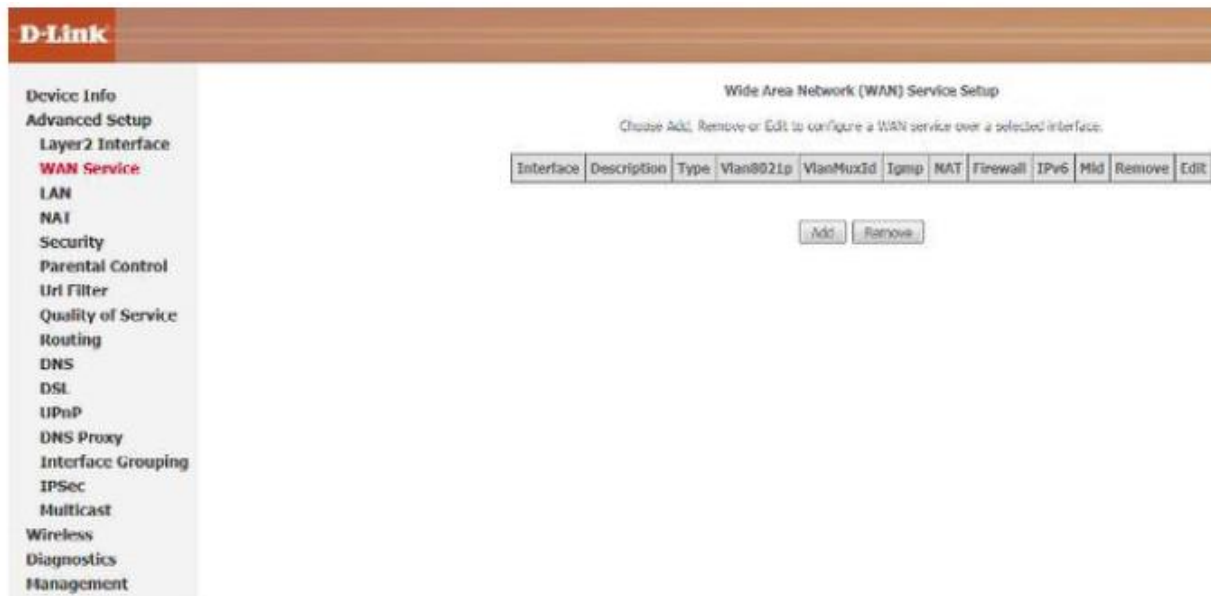 D-Link
Device Info
Advanced Setup
Layer2 Interface
WAN Service
LAN
NAT
Security
Parental Control
Url Filter
Quality of Service
Routing
DNS
DSL
UPnP
DNS Proxy
Interface Grouping
IPSec
Multicast
Wireless
Diagnostics
Management
Wide Area Network (WAN) Service Setup
Choose Add, Remove or Edit to configure a WAN service over a selected interface.
Interface Description Type Vlan8021p VlanMuxId Igmp NAT Firewall IPv6 Mld Remove Edit
Add Remove